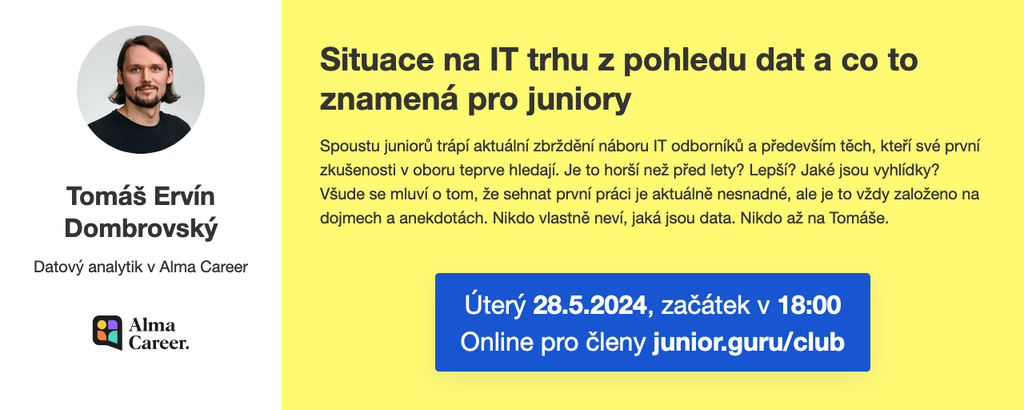 Tomáš Ervín
Dombrovský
Datový analytik v Alma Career
Alma
Career.
Situace na IT trhu z pohledu dat a co to
znamená pro juniory
Spoustu juniorů trápí aktuální zbrždění náboru IT odborníků a především těch, kteří své první
zkušenosti v oboru teprve hledají. Je to horší než před lety? Lepší? Jaké jsou vyhlídky?
Všude se mluví o tom, že sehnat první práci je aktuálně nesnadné, ale je to vždy založeno na
dojmech a anekdotách. Nikdo vlastně neví, jaká jsou data. Nikdo až na Tomáše.
Úterý 28.5.2024, začátek v 18:00
Online pro členy junior.guru/club